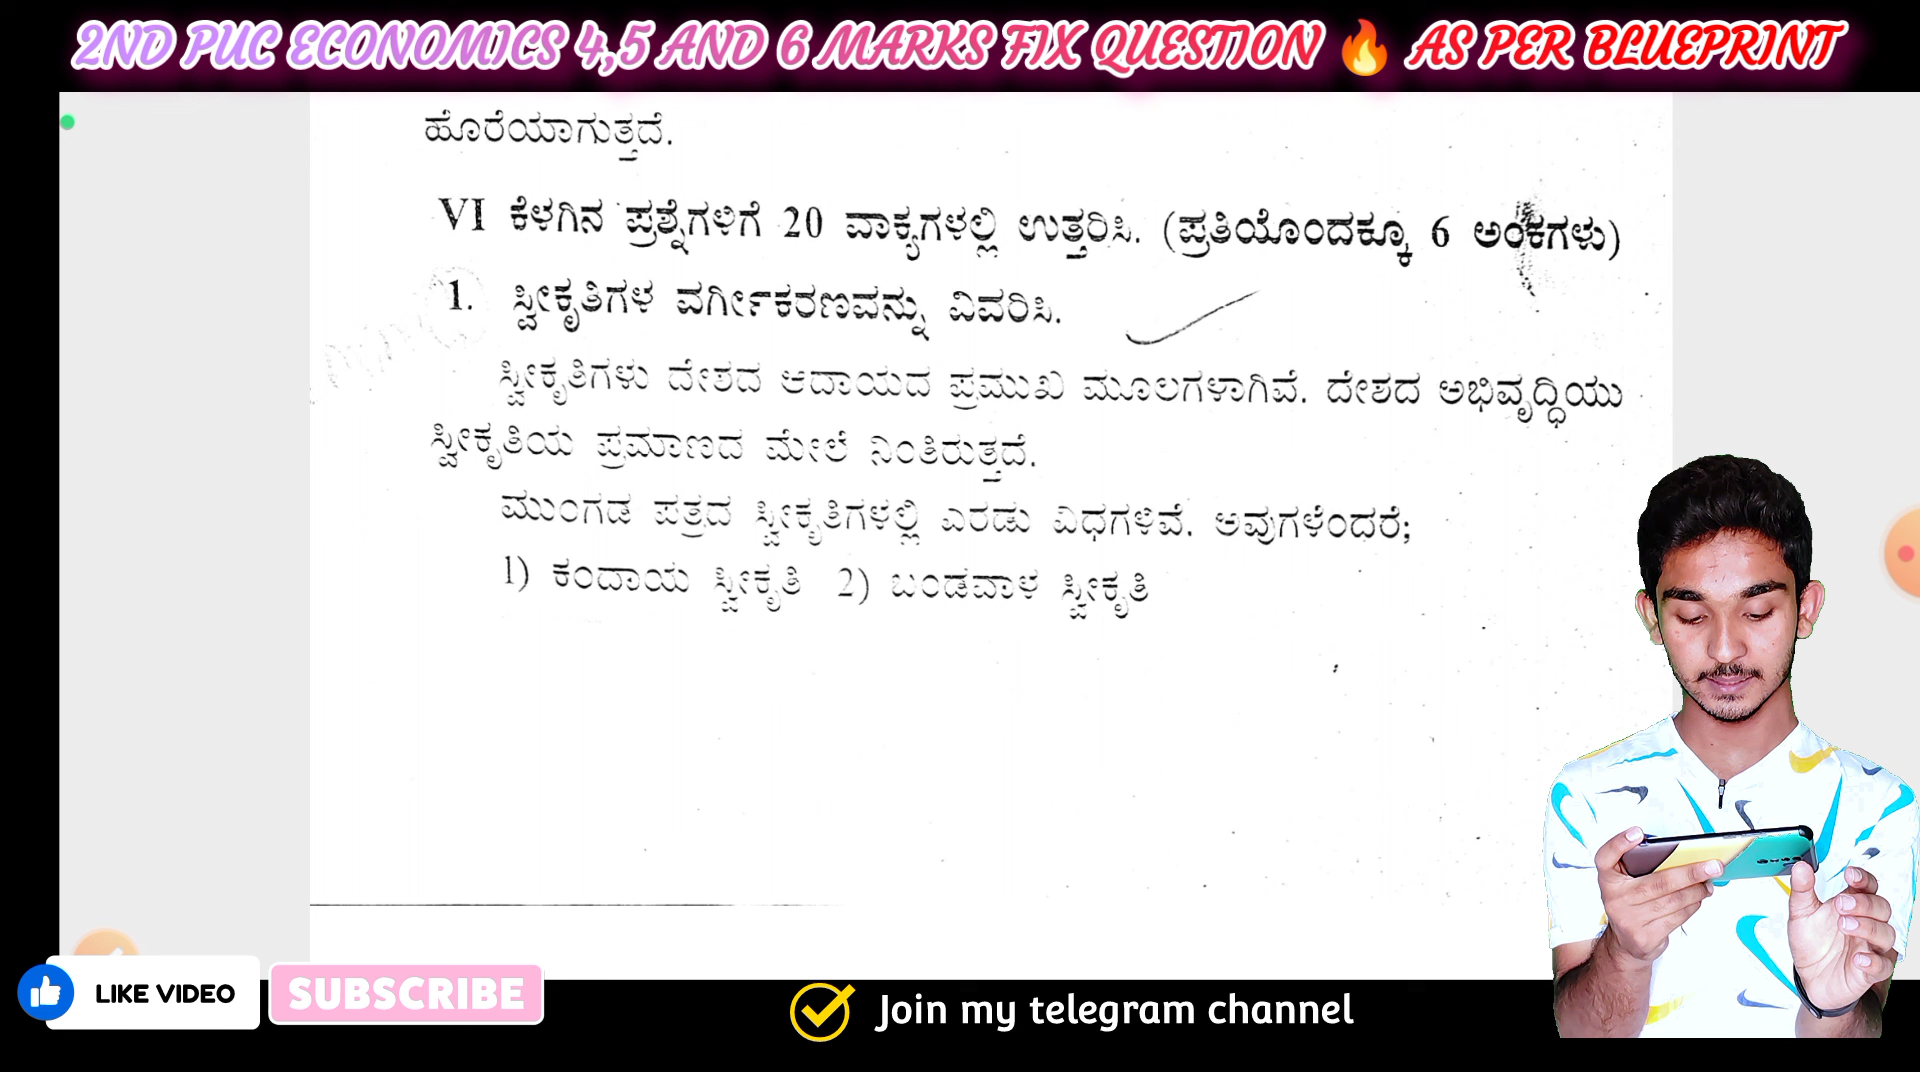 2ND PUC ECONOMICS 4,5 AND 6 MARKS FIX QUESTION 🔥 AS PER BLUEPRINT
ಹೊರೆಯಾಗುತ್ತದೆ.
VI ಕೆಳಗಿನ ಪ್ರಶ್ನೆಗಳಿಗೆ 20 ವಾಕ್ಯಗಳಲ್ಲಿ ಉತ್ತರಿಸಿ. (ಪ್ರತಿಯೊಂದಕ್ಕೂ 6 ಅಂಕಗಳು)
1. ಸ್ವೀಕೃತಿಗಳ ವರ್ಗೀಕರಣವನ್ನು ವಿವರಿಸಿ.
ಸ್ವೀಕೃತಿಗಳು ದೇಶದ ಆದಾಯದ ಪ್ರಮುಖ ಮೂಲಗಳಾಗಿವೆ. ದೇಶದ ಅಭಿವೃದ್ಧಿಯು
ಸ್ವೀಕೃತಿಯ ಪ್ರಮಾಣದ ಮೇಲೆ ನಿಂತಿರುತ್ತದೆ.
ಮುಂಗಡ ಪತ್ರದ ಸ್ವೀಕೃತಿಗಳಲ್ಲಿ ಎರಡು ವಿಧಗಳಿವೆ. ಅವುಗಳೆಂದರೆ;
1) ಕಂದಾಯ ಸ್ವೀಕೃತಿ 2) ಬಂಡವಾಳ ಸ್ವೀಕೃತಿ
LIKE VIDEO
SUBSCRIBE
Join my telegram channel